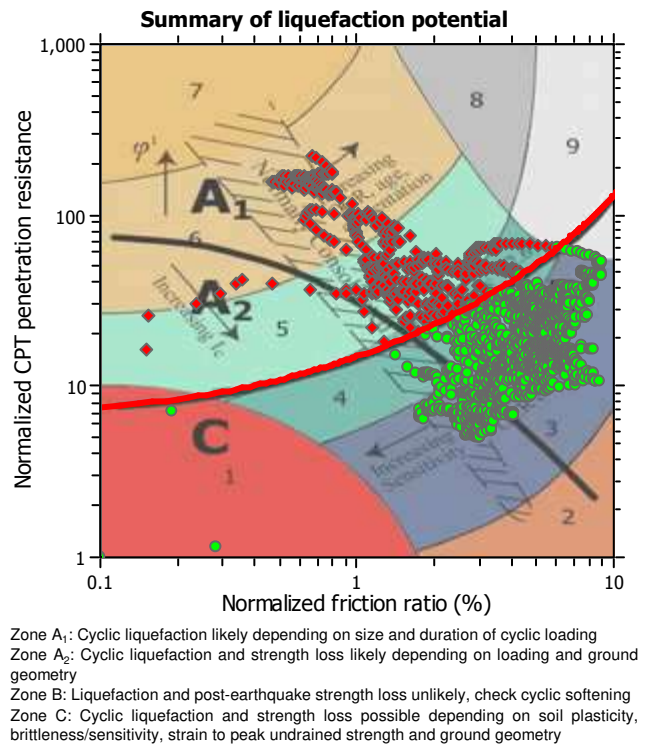 Summary of liquefaction potential
1,000
100
10
1
0.1
1
10
Normalized CPT penetration resistance
Normalized friction ratio (%)
7
8
9
φ'
A1
6
A2
5
Increasing Ic
4
C
1
3
2
Increasing
Sensitivity
Zone A1: Cyclic liquefaction likely depending on size and duration of cyclic loading
Zone A2: Cyclic liquefaction and strength loss likely depending on loading and ground
geometry
Zone B: Liquefaction and post-earthquake strength loss unlikely, check cyclic softening
Zone C: Cyclic liquefaction and strength loss possible depending on soil plasticity,
brittleness/sensitivity, strain to peak undrained strength and ground geometry